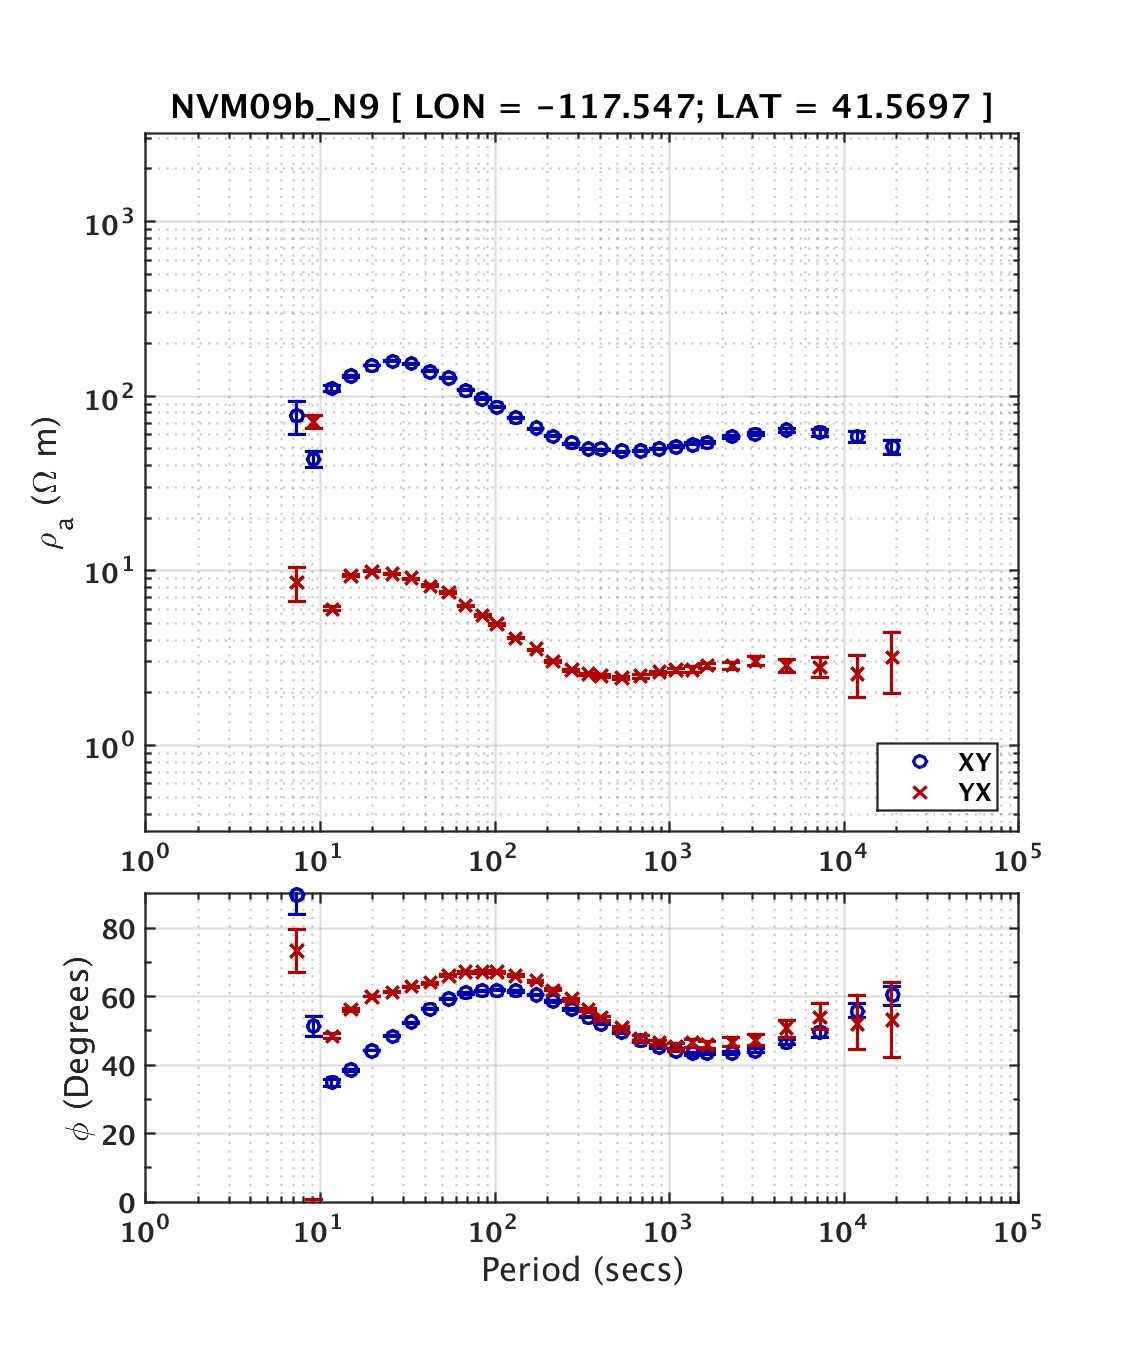 NVM09b_N9 [ LON = -117.547; LAT = 41.5697 ]
10³
10²
10¹
10⁰
ρa (Ω m)
XY
YX
10⁰ 10¹ 10² 10³ 10⁴ 10⁵
80
60
40
20
0
ϕ (Degrees)
10⁰ 10¹ 10² 10³ 10⁴ 10⁵
Period (secs)